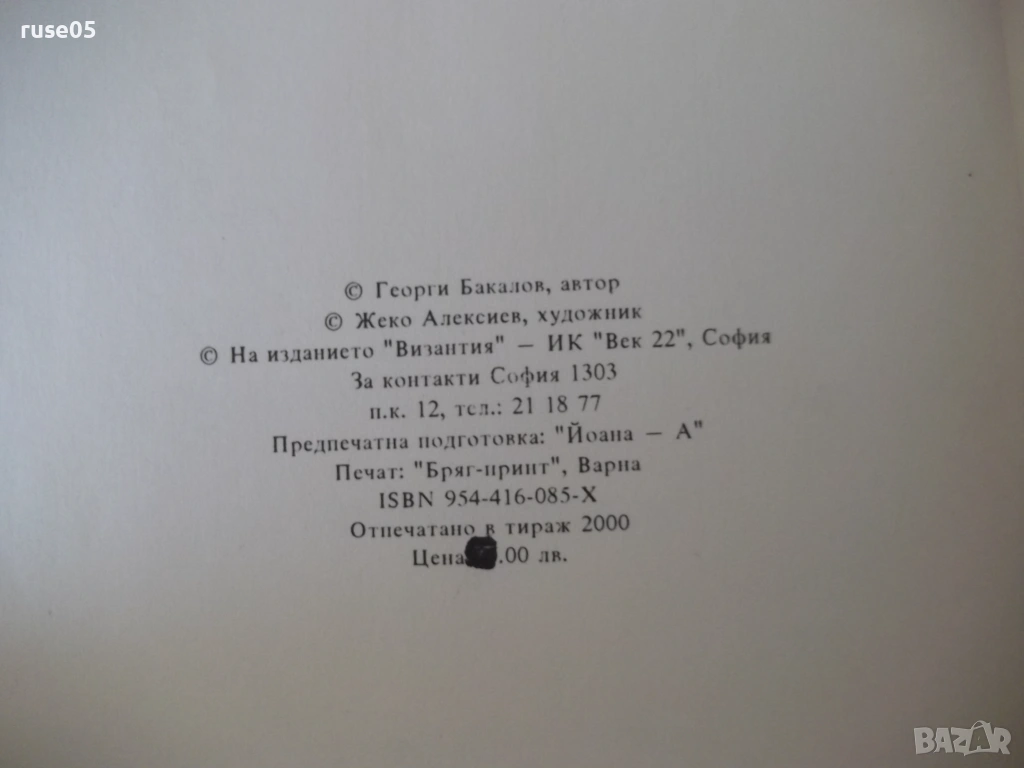 ruse05
© Георги Бакалов, автор
© Жеко Алексиев, художник
© На изданието "Византия" – ИК "Век 22", София
За контакти София 1303
п.к. 12, тел.: 21 18 77
Предпечатна подготовка: "Йоана – А"
Печат: "Бряг-принт", Варна
ISBN 954-416-085-X
Отпечатано в тираж 2000
Цена .00 лв.
BAZAR